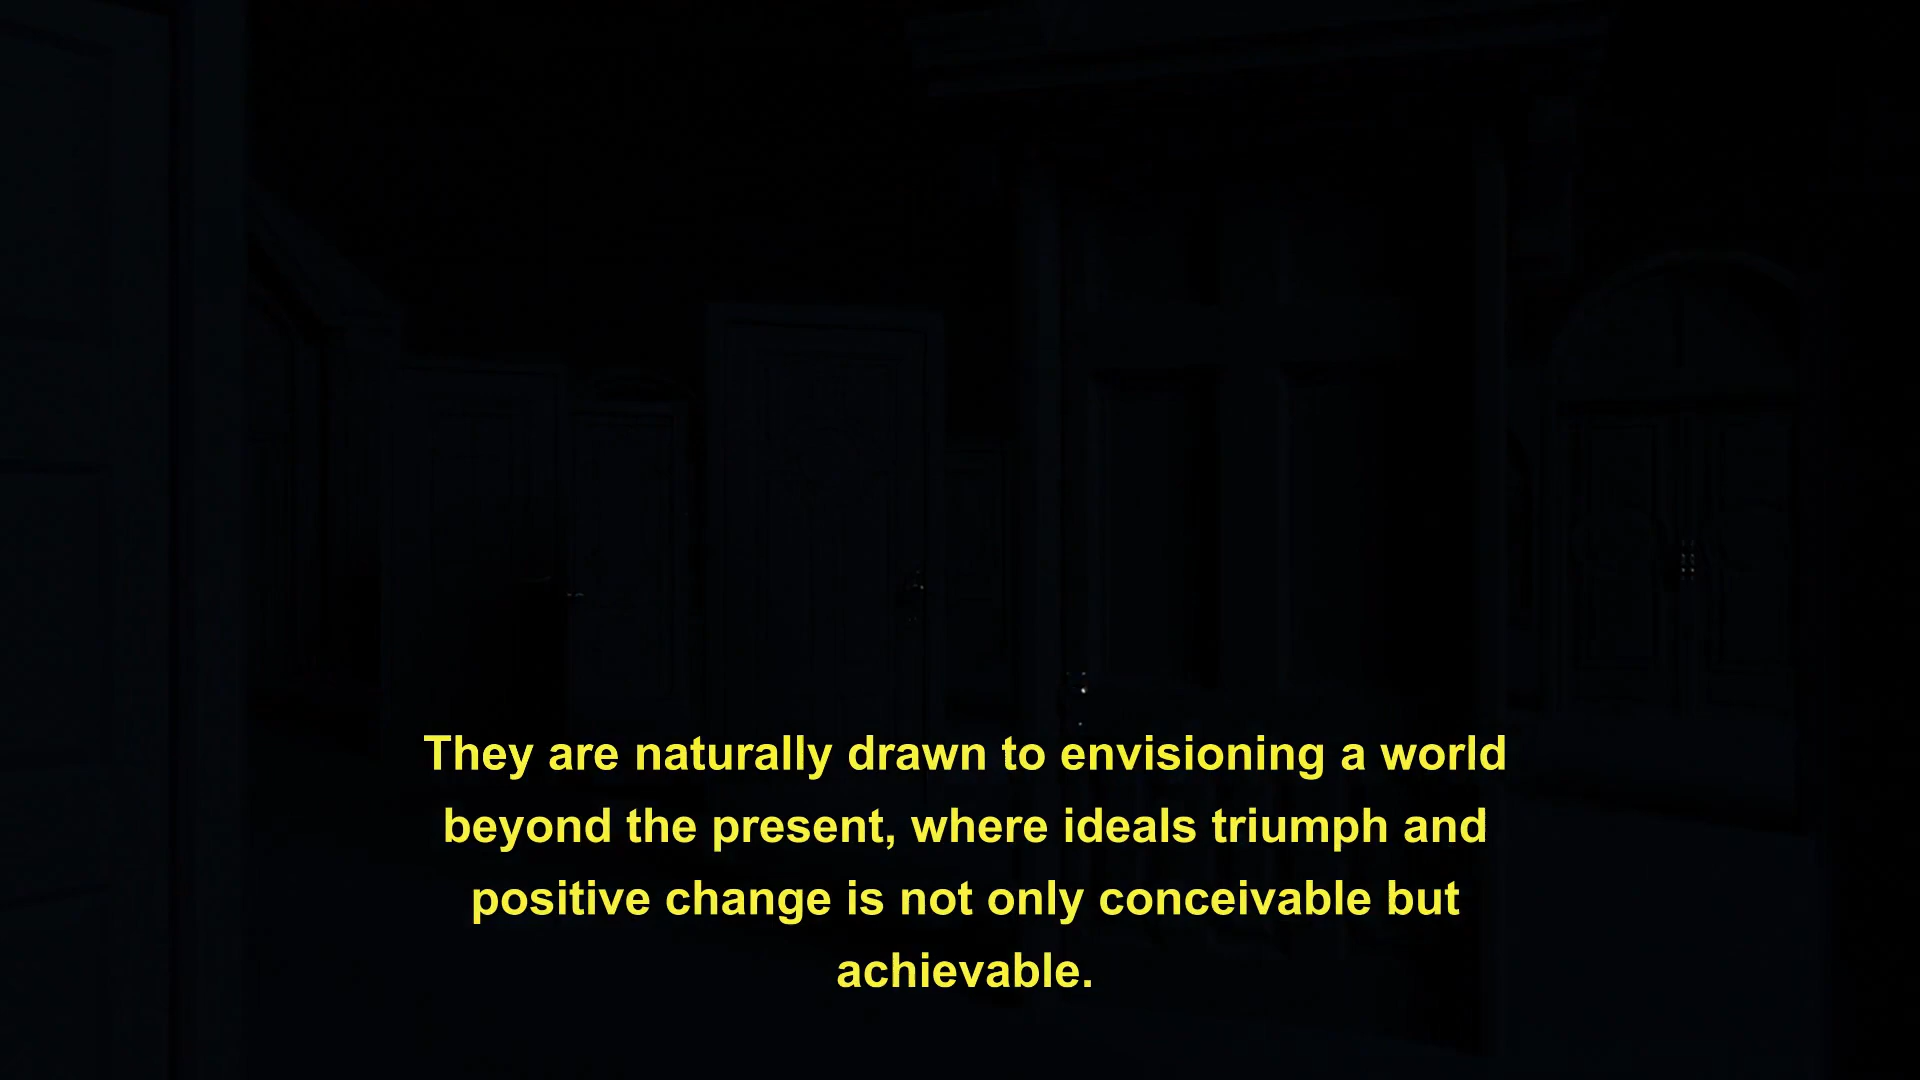 They are naturally drawn to envisioning a world
beyond the present, where ideals triumph and
positive change is not only conceivable but
achievable.